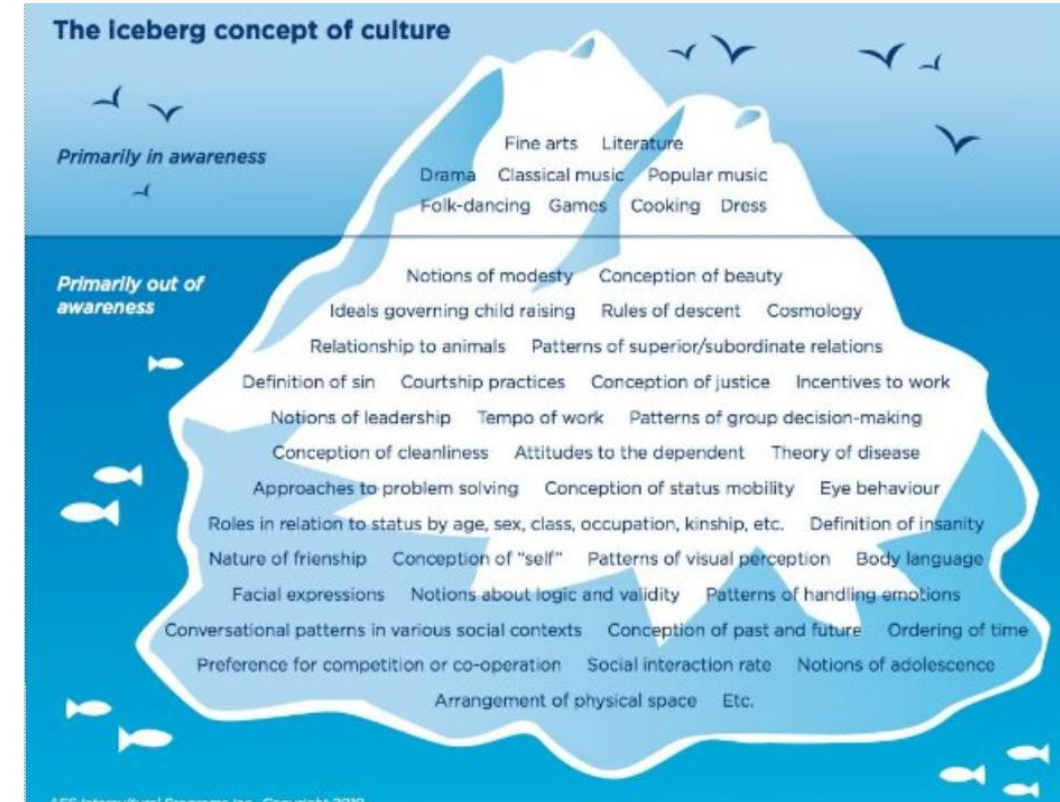 The iceberg concept of culture
Primarily in awareness
Fine arts Literature
Drama Classical music Popular music
Folk-dancing Games Cooking Dress
Primarily out of
awareness
Notions of modesty Conception of beauty
Ideals governing child raising Rules of descent Cosmology
Relationship to animals Patterns of superior/subordinate relations
Definition of sin Courtship practices Conception of justice Incentives to work
Notions of leadership Tempo of work Patterns of group decision-making
Conception of cleanliness Attitudes to the dependent Theory of disease
Approaches to problem solving Conception of status mobility Eye behaviour
Roles in relation to status by age, sex, class, occupation, kinship, etc. Definition of insanity
Nature of frienship Conception of "self" Patterns of visual perception Body language
Facial expressions Notions about logic and validity Patterns of handling emotions
Conversational patterns in various social contexts Conception of past and future Ordering of time
Preference for competition or co-operation Social interaction rate Notions of adolescence
Arrangement of physical space Etc.
AFS Intercultural Programs Inc. Copyright 2010